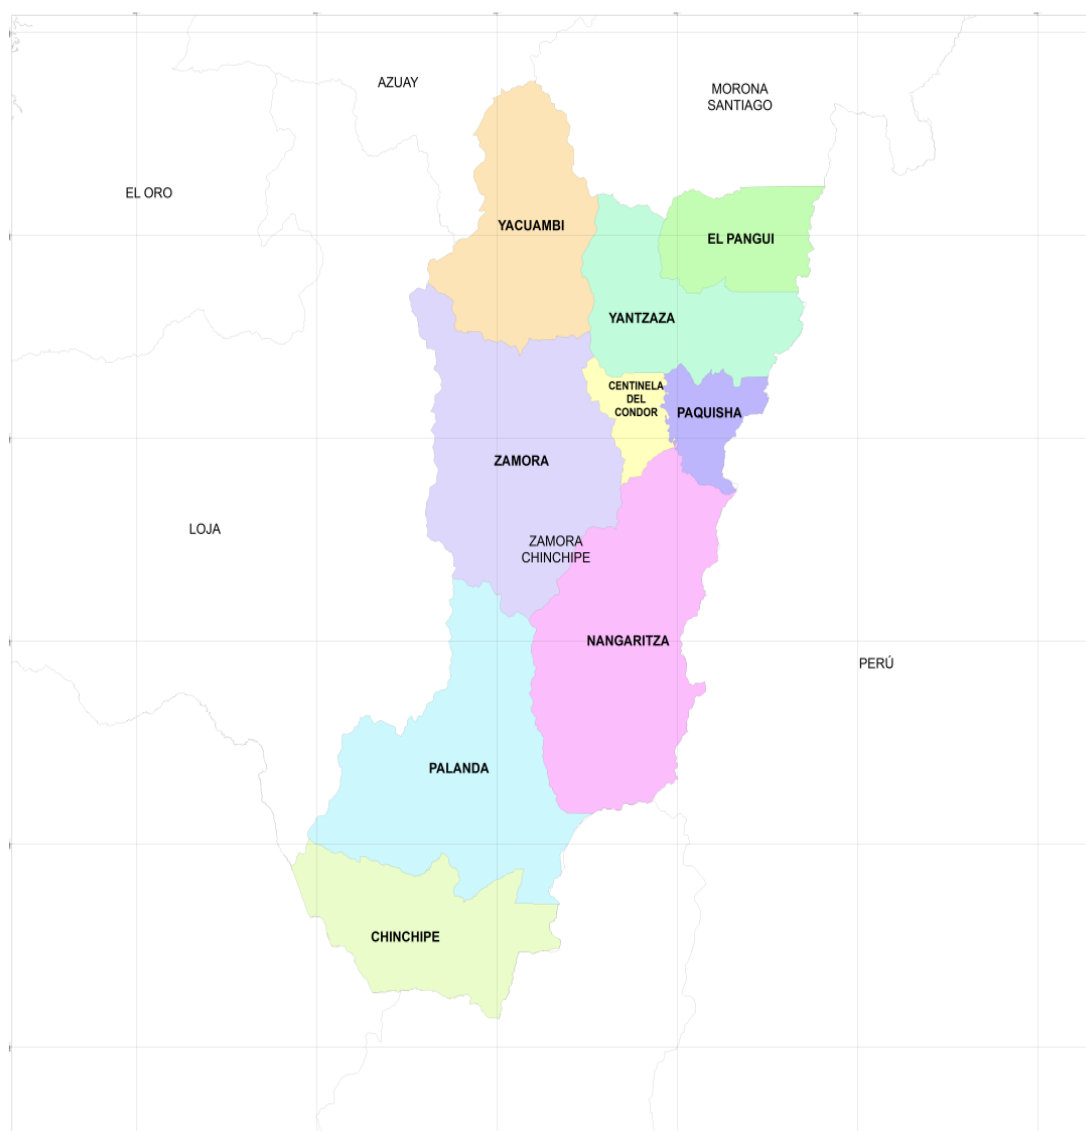 AZUAY
MORONA
SANTIAGO
EL ORO
YACUAMBI
EL PANGUI
YANTZAZA
CENTINELA
DEL
CONDOR
PAQUISHA
ZAMORA
LOJA
ZAMORA
CHINCHIPE
NANGARITZA
PERÚ
PALANDA
CHINCHIPE